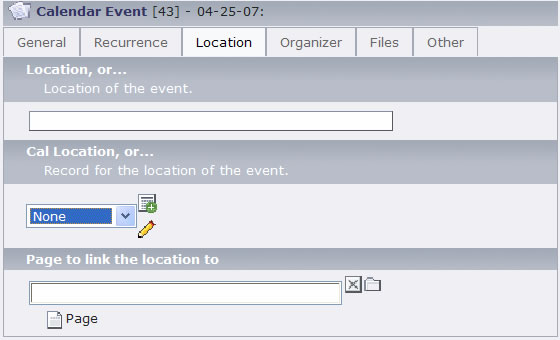 Calendar Event [43] - 04-25-07:
General Recurrence Location Organizer Files Other
Location, or...
Location of the event.
Cal Location, or...
Record for the location of the event.
None
Page to link the location to
Page